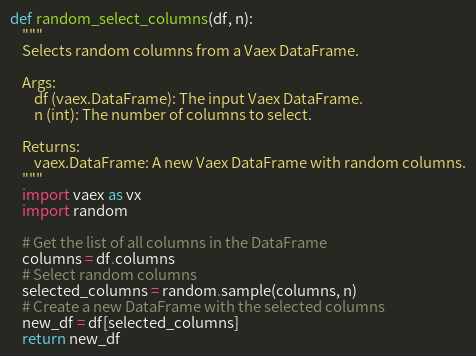 def random_select_columns(df, n):
    """
    Selects random columns from a Vaex DataFrame.

    Args:
        df (vaex.DataFrame): The input Vaex DataFrame.
        n (int): The number of columns to select.

    Returns:
        vaex.DataFrame: A new Vaex DataFrame with random columns.
    """
    import vaex as vx
    import random

    # Get the list of all columns in the DataFrame
    columns = df.columns
    # Select random columns
    selected_columns = random.sample(columns, n)
    # Create a new DataFrame with the selected columns
    new_df = df[selected_columns]
    return new_df